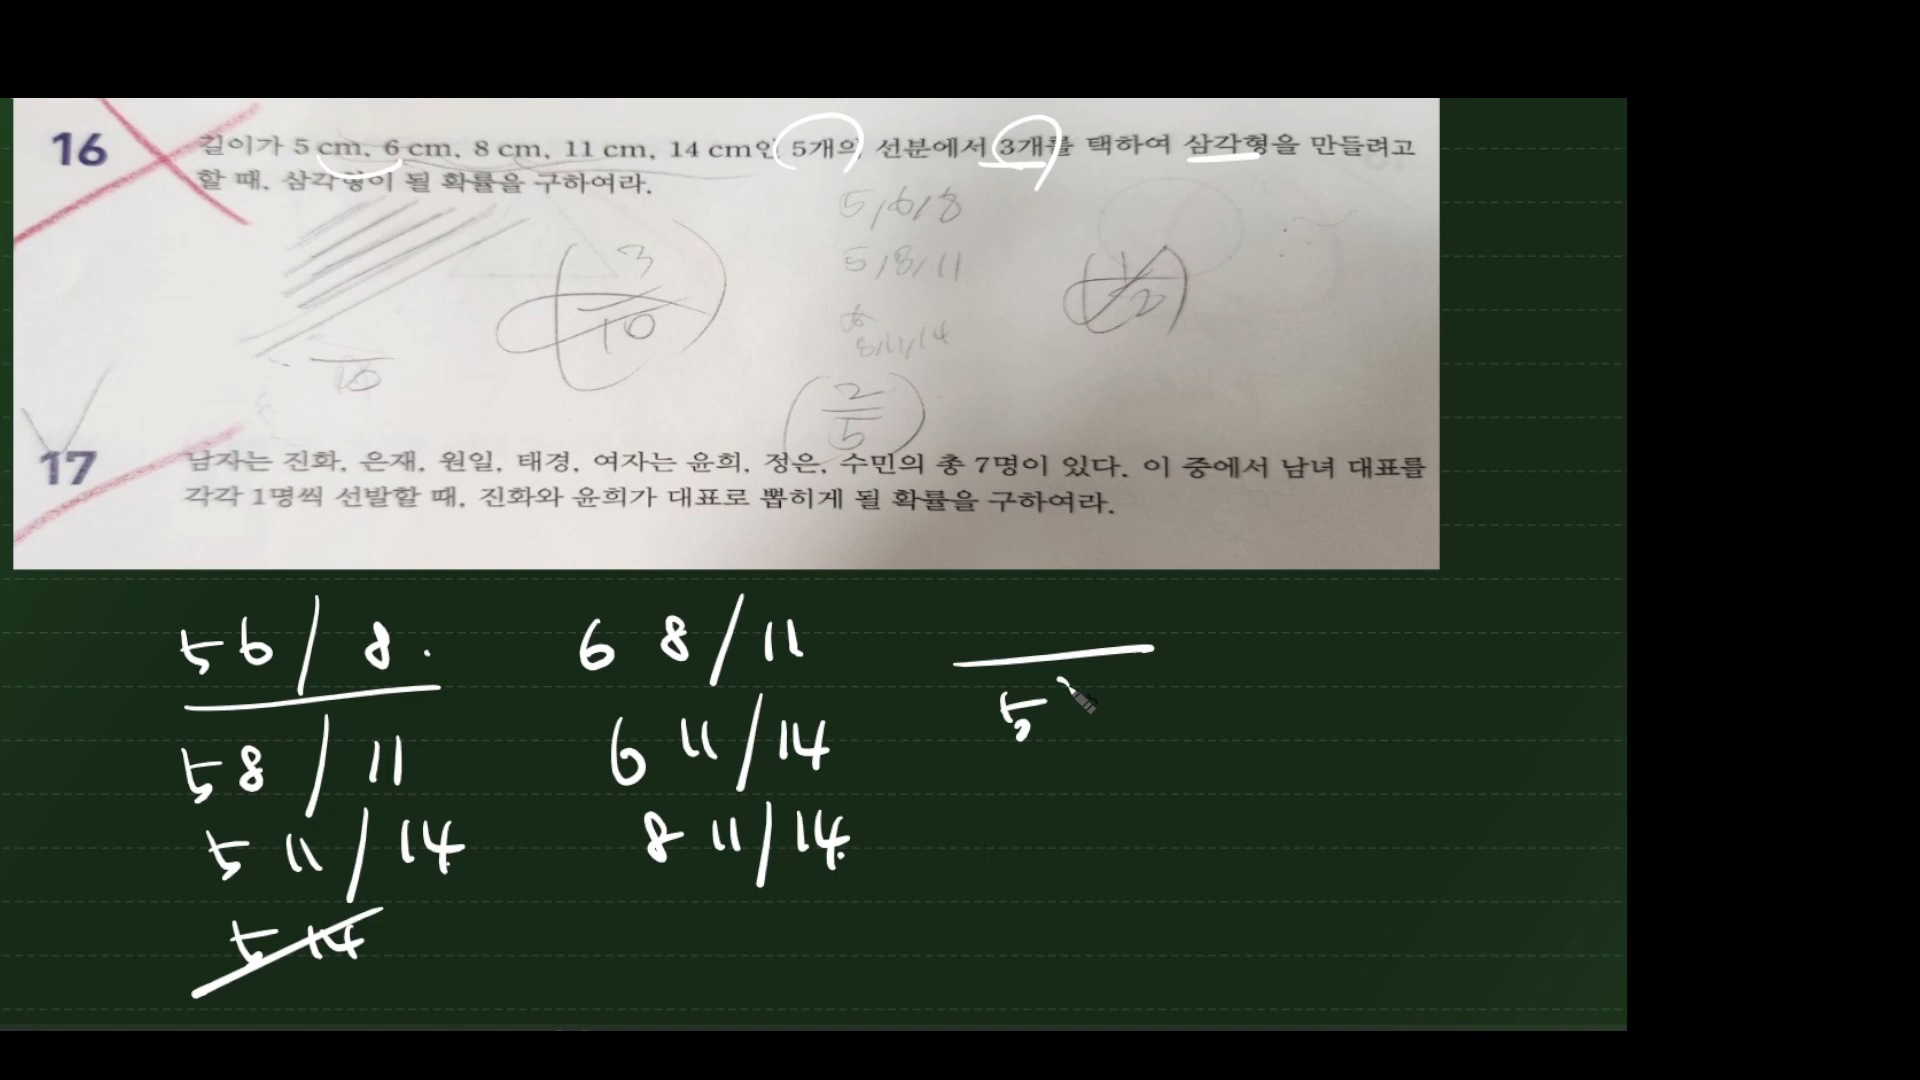 16 길이가 5 cm, 6 cm, 8 cm, 11 cm, 14 cm인 5개의 선분에서 3개를 택하여 삼각형을 만들려고
할 때, 삼각형이 될 확률을 구하여라.
5/6/8
5/8/11
8/11/14
3
10
1
2
10
2
5
17 남자는 진화, 은재, 원일, 태경, 여자는 윤희, 정은, 수민의 총 7명이 있다. 이 중에서 남녀 대표를
각각 1명씩 선발할 때, 진화와 윤희가 대표로 뽑히게 될 확률을 구하여라.
5 6 / 8.
5 8 / 11
5 11 / 14
5 14
6 8 / 11
6 11 / 14
8 11 / 14
5